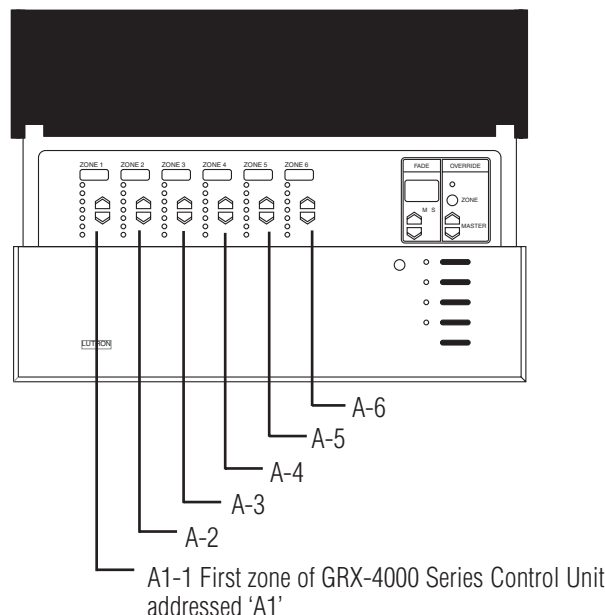 ZONE 1 ZONE 2 ZONE 3 ZONE 4 ZONE 5 ZONE 6
FADE OVERRIDE
ZONE
M S
MASTER
LUTRON
A-6
A-5
A-4
A-3
A-2
A1-1 First zone of GRX-4000 Series Control Unit
addressed ‘A1’